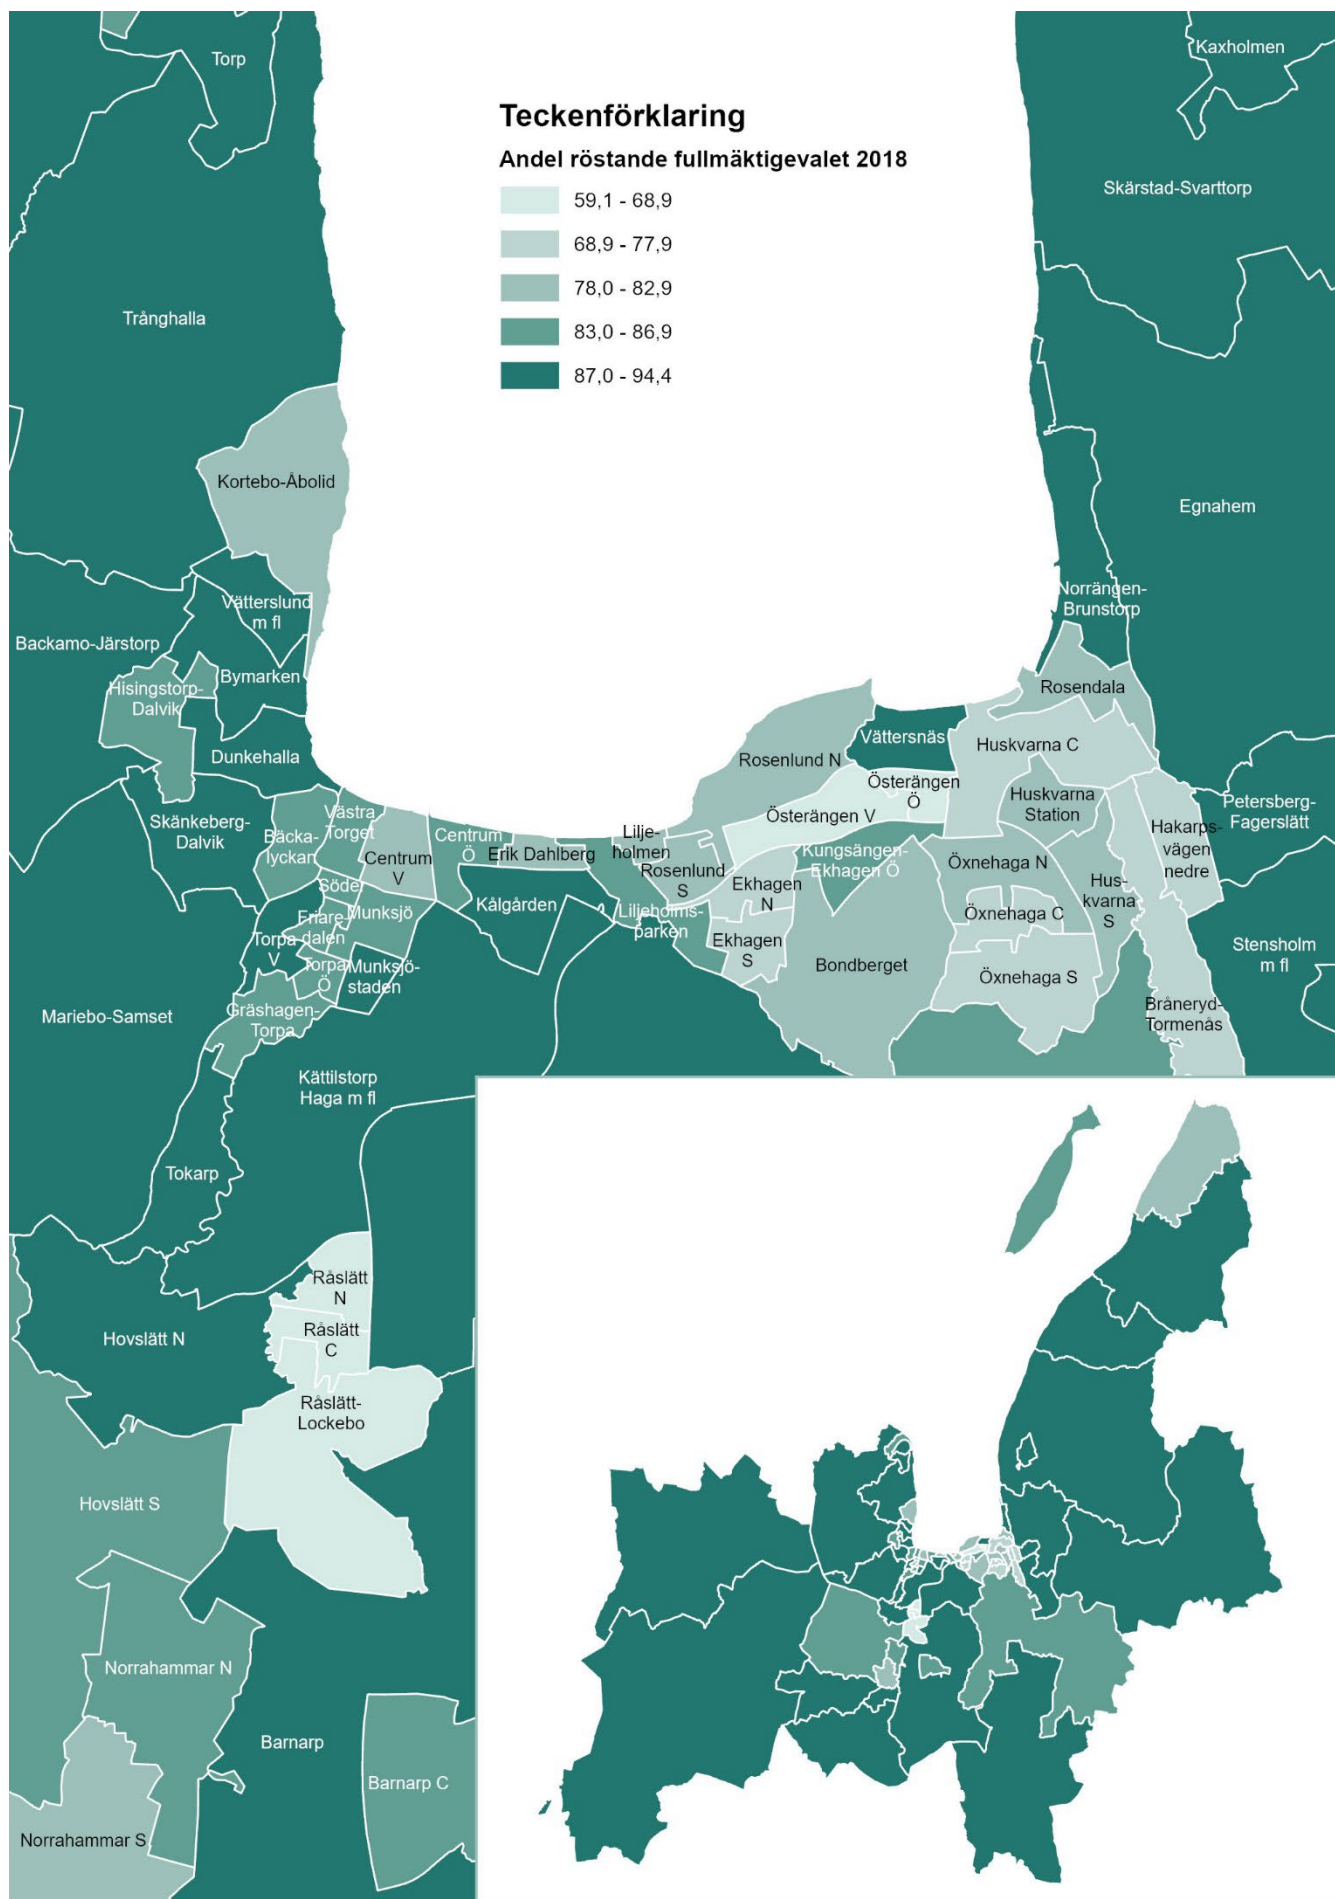 Torp
Kaxholmen
Teckenförklaring
Andel röstande fullmäktigevalet 2018
59,1 - 68,9
68,9 - 77,9
78,0 - 82,9
83,0 - 86,9
87,0 - 94,4
Skärstad-Svarttorp
Trånghalla
Kortebo-Åbolid
Egnahem
Vätterslund
m fl
Norrängen-
Brunstorp
Backamo-Järstorp
Bymarken
Hisingstorp-
Dalvik
Rosendala
Dunkehalla
Rosenlund N
Vättersnäs
Huskvarna C
Österängen
Ö
Österängen V
Huskvarna
Station
Petersberg-
Fagerslätt
Skänkeberg-
Dalvik
Bäcka-
lyckan
Västra
Torget
Centrum
V
Centrum
Ö
Erik Dahlberg
Lilje-
holmen
Rosenlund
S
Kungsängen-
Ekhagen Ö
Öxnehaga N
Hakarps-
vägen
nedre
Ekhagen
N
Hus-
kvarna
S
Söder
Munksjö
Friare-
dalen
Kålgården
Liljeholms-
parken
Öxnehaga C
Torpa
V
Torpa
Ö
Munksjö-
staden
Ekhagen
S
Bondberget
Öxnehaga S
Stensholm
m fl
Gräshagen-
Torpa
Mariebo-Samset
Bråneryd-
Tormenås
Kättilstorp
Haga m fl
Tokarp
Råslätt
N
Hovslätt N
Råslätt
C
Råslätt-
Lockebo
Hovslätt S
Norrahammar N
Barnarp
Barnarp C
Norrahammar S